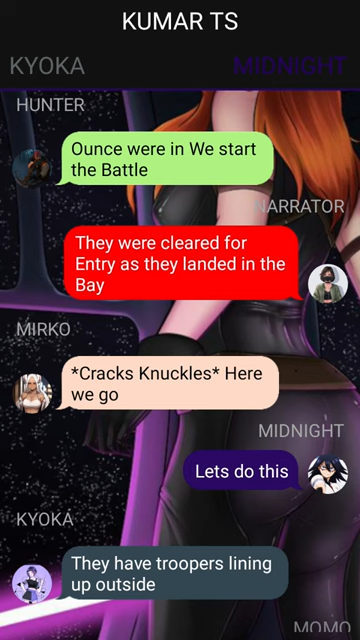 KUMAR TS
KYOKA
MIDNIGHT
HUNTER
Ounce were in We start
the Battle
NARRATOR
They were cleared for
Entry as they landed in the
Bay
MIRKO
*Cracks Knuckles* Here
we go
MIDNIGHT
Lets do this
KYOKA
They have troopers lining
up outside
MOMO